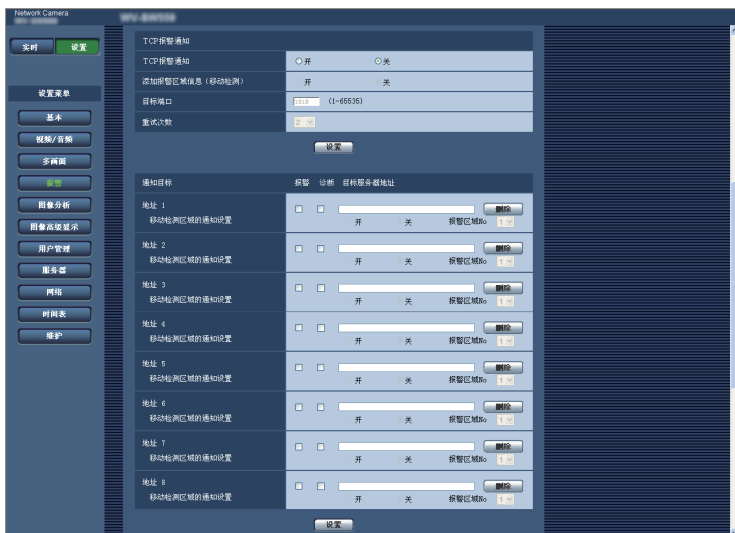 Network Camera
实时 设置
设置菜单
基本
视频/音频
多画面
报警
图像分析
图像高级显示
用户管理
服务器
网络
时间表
维护
TCP报警通知
TCP报警通知 开 关
添加报警区域信息（移动检测） 开 关
目标端口 1818 (1-65535)
重试次数 2
设置
通知目标 报警 诊断 目标服务器地址
地址 1 删除
移动检测区域的通知设置 开 关 报警区域No 1
地址 2 删除
移动检测区域的通知设置 开 关 报警区域No 1
地址 3 删除
移动检测区域的通知设置 开 关 报警区域No 1
地址 4 删除
移动检测区域的通知设置 开 关 报警区域No 1
地址 5 删除
移动检测区域的通知设置 开 关 报警区域No 1
地址 6 删除
移动检测区域的通知设置 开 关 报警区域No 1
地址 7 删除
移动检测区域的通知设置 开 关 报警区域No 1
地址 8 删除
移动检测区域的通知设置 开 关 报警区域No 1
设置